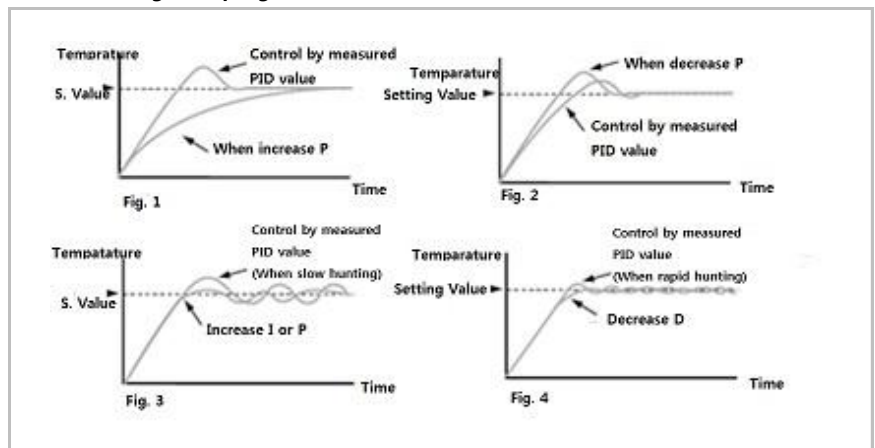 Temprature
Control by measured
PID value
S. Value
When increase P
Time
Fig. 1
Temparature
When decrease P
Setting Value
Control by measured
PID value
Time
Fig. 2
Tempatature
Control by measured
PID value
(When slow hunting)
S. Value
Increase I or P
Time
Fig. 3
Temparature
Control by measured
PID value
(When rapid hunting)
Setting Value
Decrease D
Time
Fig. 4